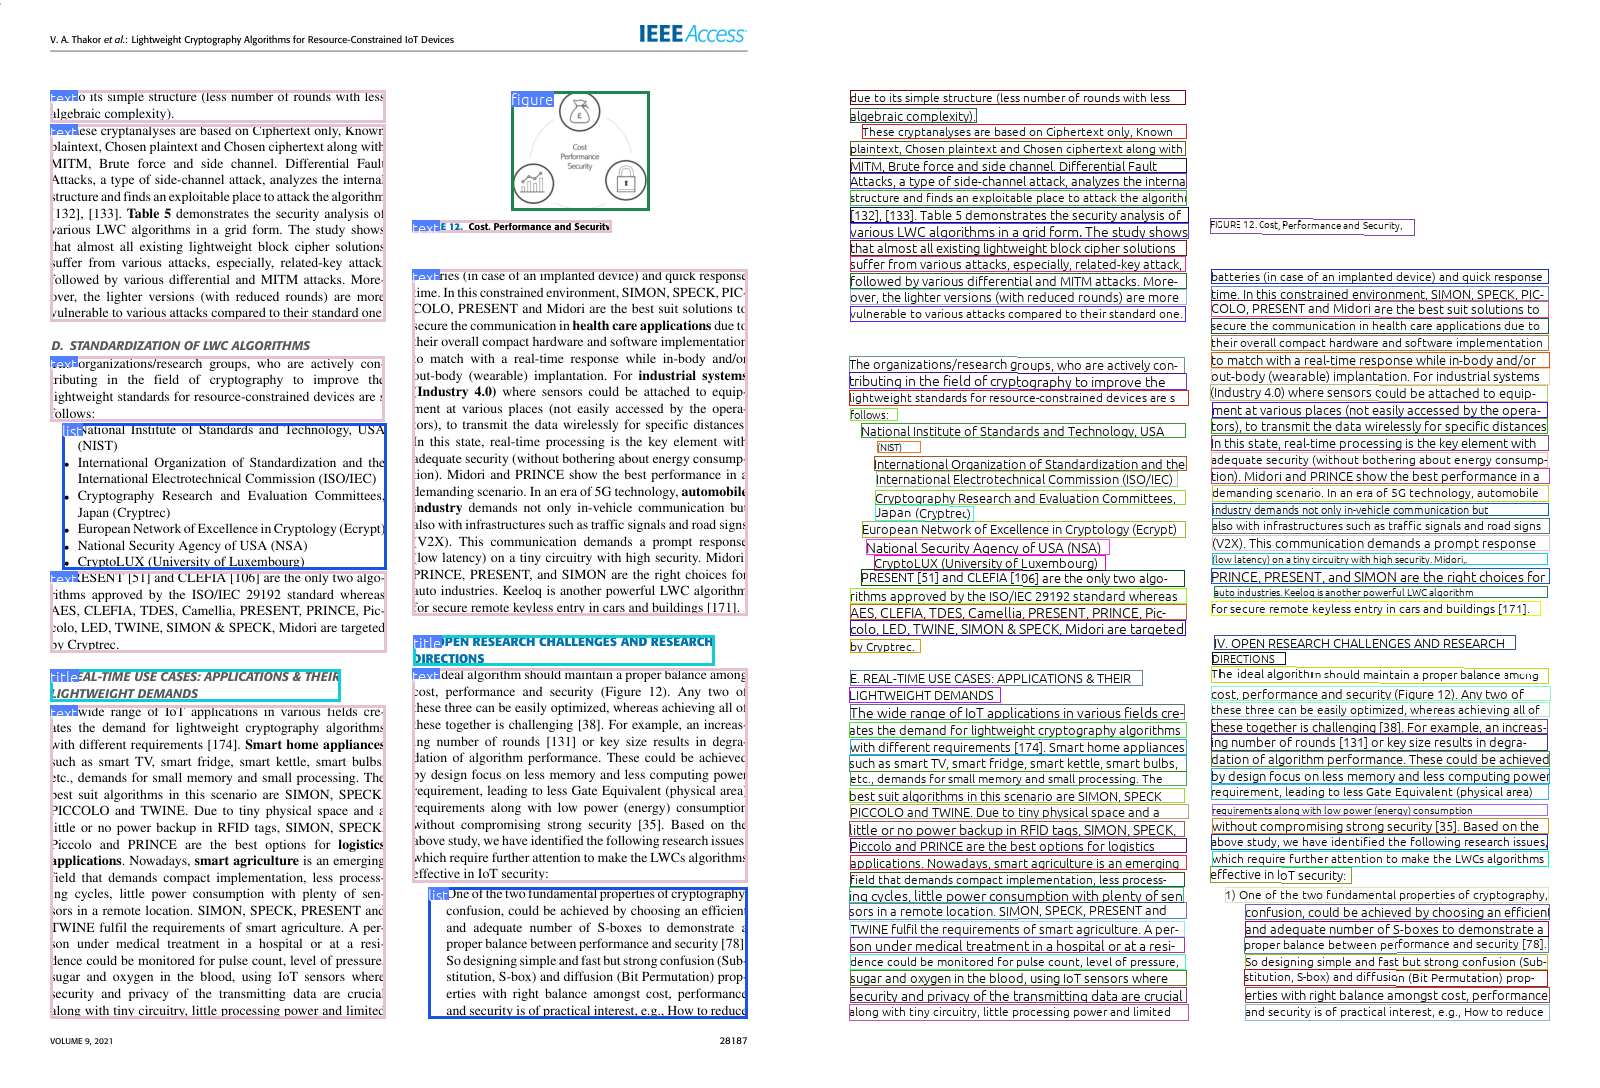 V. A. Thakor et al.: Lightweight Cryptography Algorithms for Resource-Constrained IoT Devices
IEEE Access
text to its simple structure (less number of rounds with less
algebraic complexity).
text these cryptanalyses are based on Ciphertext only, Known
plaintext, Chosen plaintext and Chosen ciphertext along with
MITM, Brute force and side channel. Differential Fault
Attacks, a type of side-channel attack, analyzes the internal
structure and finds an exploitable place to attack the algorithm
[132], [133]. Table 5 demonstrates the security analysis of
various LWC algorithms in a grid form. The study shows
that almost all existing lightweight block cipher solutions
suffer from various attacks, especially, related-key attack
followed by various differential and MITM attacks. More-
over, the lighter versions (with reduced rounds) are more
vulnerable to various attacks compared to their standard one
D. STANDARDIZATION OF LWC ALGORITHMS
text organizations/research groups, who are actively con-
tributing in the field of cryptography to improve the
lightweight standards for resource-constrained devices are s
follows:
list National Institute of Standards and Technology, USA
(NIST)
• International Organization of Standardization and the
International Electrotechnical Commission (ISO/IEC)
• Cryptography Research and Evaluation Committees,
Japan (Cryptrec)
• European Network of Excellence in Cryptology (Ecrypt)
• National Security Agency of USA (NSA)
• CryptoLUX (University of Luxembourg)
text PRESENT [51] and CLEFIA [106] are the only two algo-
rithms approved by the ISO/IEC 29192 standard whereas
AES, CLEFIA, TDES, Camellia, PRESENT, PRINCE, Pic-
colo, LED, TWINE, SIMON & SPECK, Midori are targeted
by Cryptrec.
title REAL-TIME USE CASES: APPLICATIONS & THEIR
LIGHTWEIGHT DEMANDS
text wide range of IoT applications in various fields cre-
ates the demand for lightweight cryptography algorithms
with different requirements [174]. Smart home appliances
such as smart TV, smart fridge, smart kettle, smart bulbs
etc., demands for small memory and small processing. The
best suit algorithms in this scenario are SIMON, SPECK
PICCOLO and TWINE. Due to tiny physical space and a
little or no power backup in RFID tags, SIMON, SPECK
Piccolo and PRINCE are the best options for logistics
applications. Nowadays, smart agriculture is an emerging
field that demands compact implementation, less process-
ing cycles, little power consumption with plenty of sen-
sors in a remote location. SIMON, SPECK, PRESENT and
TWINE fulfil the requirements of smart agriculture. A per-
son under medical treatment in a hospital or at a resi-
dence could be monitored for pulse count, level of pressure
sugar and oxygen in the blood, using IoT sensors where
security and privacy of the transmitting data are crucial
along with tiny circuitry, little processing power and limited
figure
Cost
Performance
Security
text E 12. Cost. Performance and Security
text ries (in case of an implanted device) and quick response
time. In this constrained environment, SIMON, SPECK, PIC-
COLO, PRESENT and Midori are the best suit solutions to
secure the communication in health care applications due to
their overall compact hardware and software implementation
to match with a real-time response while in-body and/or
out-body (wearable) implantation. For industrial systems
(Industry 4.0) where sensors could be attached to equip-
ment at various places (not easily accessed by the opera-
tors), to transmit the data wirelessly for specific distances
In this state, real-time processing is the key element with
adequate security (without bothering about energy consump-
tion). Midori and PRINCE show the best performance in a
demanding scenario. In an era of 5G technology, automobile
industry demands not only in-vehicle communication but
also with infrastructures such as traffic signals and road signs
(V2X). This communication demands a prompt response
(low latency) on a tiny circuitry with high security. Midori
PRINCE, PRESENT, and SIMON are the right choices for
auto industries. Keeloq is another powerful LWC algorithm
for secure remote keyless entry in cars and buildings [171].
title OPEN RESEARCH CHALLENGES AND RESEARCH
DIRECTIONS
text ideal algorithm should maintain a proper balance among
cost, performance and security (Figure 12). Any two of
these three can be easily optimized, whereas achieving all of
these together is challenging [38]. For example, an increas-
ing number of rounds [131] or key size results in degra-
dation of algorithm performance. These could be achieved
by design focus on less memory and less computing power
requirement, leading to less Gate Equivalent (physical area)
requirements along with low power (energy) consumption
without compromising strong security [35]. Based on the
above study, we have identified the following research issues
which require further attention to make the LWCs algorithms
effective in IoT security:
list One of the two fundamental properties of cryptography
confusion, could be achieved by choosing an efficient
and adequate number of S-boxes to demonstrate a
proper balance between performance and security [78]
So designing simple and fast but strong confusion (Sub-
stitution, S-box) and diffusion (Bit Permutation) prop-
erties with right balance amongst cost, performance
and security is of practical interest, e.g., How to reduce
VOLUME 9, 2021
28187
due to its simple structure (less number of rounds with less
algebraic complexity).
These cryptanalyses are based on Ciphertext only, Known
plaintext, Chosen plaintext and Chosen ciphertext along with
MITM, Brute force and side channel. Differential Fault
Attacks, a type of side-channel attack, analyzes the interna
structure and finds an exploitable place to attack the algorith
[132], [133]. Table 5 demonstrates the security analysis of
various LWC algorithms in a grid form. The study shows
that almost all existing lightweight block cipher solutions
suffer from various attacks, especially, related-key attack,
followed by various differential and MITM attacks. More-
over, the lighter versions (with reduced rounds) are more
vulnerable to various attacks compared to their standard one.
The organizations/research groups, who are actively con-
tributing in the field of cryptography to improve the
lightweight standards for resource-constrained devices are s
follows:
National Institute of Standards and Technology, USA
(NIST)
International Organization of Standardization and the
International Electrotechnical Commission (ISO/IEC)
Cryptography Research and Evaluation Committees,
Japan (Cryptrec)
European Network of Excellence in Cryptology (Ecrypt)
National Security Agency of USA (NSA)
CryptoLUX (University of Luxembourg)
PRESENT [51] and CLEFIA [106] are the only two algo-
rithms approved by the ISO/IEC 29192 standard whereas
AES, CLEFIA, TDES, Camellia, PRESENT, PRINCE, Pic-
colo, LED, TWINE, SIMON & SPECK, Midori are targeted
by Cryptrec.
E. REAL-TIME USE CASES: APPLICATIONS & THEIR
LIGHTWEIGHT DEMANDS
The wide range of IoT applications in various fields cre-
ates the demand for lightweight cryptography algorithms
with different requirements [174]. Smart home appliances
such as smart TV, smart fridge, smart kettle, smart bulbs,
etc., demands for small memory and small processing. The
best suit algorithms in this scenario are SIMON, SPECK
PICCOLO and TWINE. Due to tiny physical space and a
little or no power backup in RFID tags, SIMON, SPECK,
Piccolo and PRINCE are the best options for logistics
applications. Nowadays, smart agriculture is an emerging
field that demands compact implementation, less process-
ing cycles, little power consumption with plenty of sen
sors in a remote location. SIMON, SPECK, PRESENT and
TWINE fulfil the requirements of smart agriculture. A per-
son under medical treatment in a hospital or at a resi-
dence could be monitored for pulse count, level of pressure,
sugar and oxygen in the blood, using IoT sensors where
security and privacy of the transmitting data are crucial
along with tiny circuitry, little processing power and limited
FIGURE 12. Cost, Performance and Security.
batteries (in case of an implanted device) and quick response
time. In this constrained environment, SIMON, SPECK, PIC-
COLO, PRESENT and Midori are the best suit solutions to
secure the communication in health care applications due to
their overall compact hardware and software implementation
to match with a real-time response while in-body and/or
out-body (wearable) implantation. For industrial systems
(Industry 4.0) where sensors could be attached to equip-
ment at various places (not easily accessed by the opera-
tors), to transmit the data wirelessly for specific distances
In this state, real-time processing is the key element with
adequate security (without bothering about energy consump-
tion). Midori and PRINCE show the best performance in a
demanding scenario. In an era of 5G technology, automobile
industry demands not only in-vehicle communication but
also with infrastructures such as traffic signals and road signs
(V2X). This communication demands a prompt response
(low latency) on a tiny circuitry with high security. Midori,
PRINCE, PRESENT, and SIMON are the right choices for
auto industries. Keeloq is another powerful LWC algorithm
for secure remote keyless entry in cars and buildings [171].
IV. OPEN RESEARCH CHALLENGES AND RESEARCH
DIRECTIONS
The ideal algorithm should maintain a proper balance among
cost, performance and security (Figure 12). Any two of
these three can be easily optimized, whereas achieving all of
these together is challenging [38]. For example, an increas-
ing number of rounds [131] or key size results in degra-
dation of algorithm performance. These could be achieved
by design focus on less memory and less computing power
requirement, leading to less Gate Equivalent (physical area)
requirements along with low power (energy) consumption
without compromising strong security [35]. Based on the
above study, we have identified the following research issues,
which require further attention to make the LWCs algorithms
effective in IoT security:
1) One of the two fundamental properties of cryptography,
confusion, could be achieved by choosing an efficient
and adequate number of S-boxes to demonstrate a
proper balance between performance and security [78].
So designing simple and fast but strong confusion (Sub-
stitution, S-box) and diffusion (Bit Permutation) prop-
erties with right balance amongst cost, performance
and security is of practical interest, e.g., How to reduce